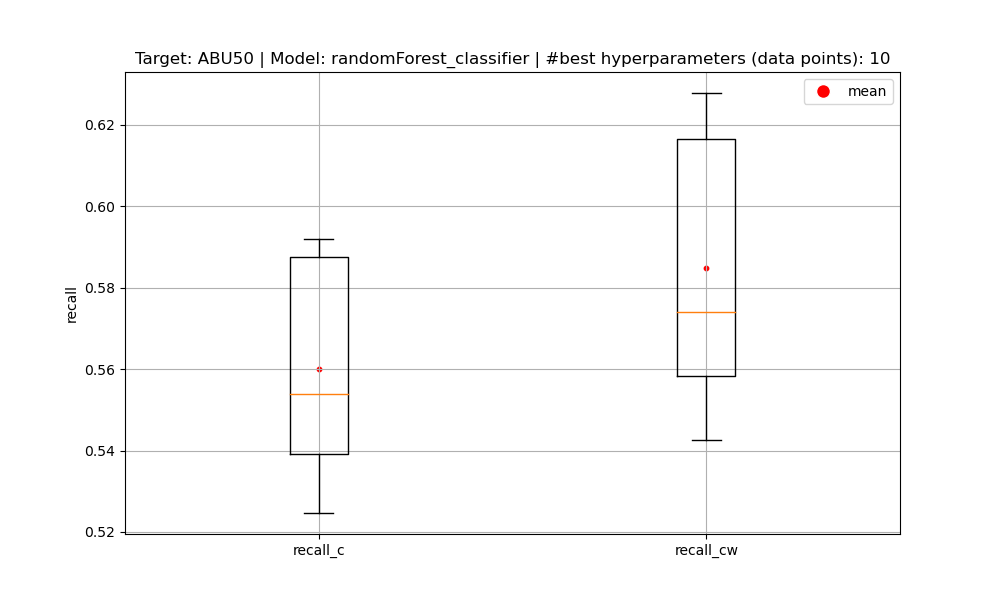 Target: ABU50 | Model: randomForest_classifier | #best hyperparameters (data points): 10
mean
0.62
0.60
0.58
0.56
0.54
0.52
recall
recall_c
recall_cw